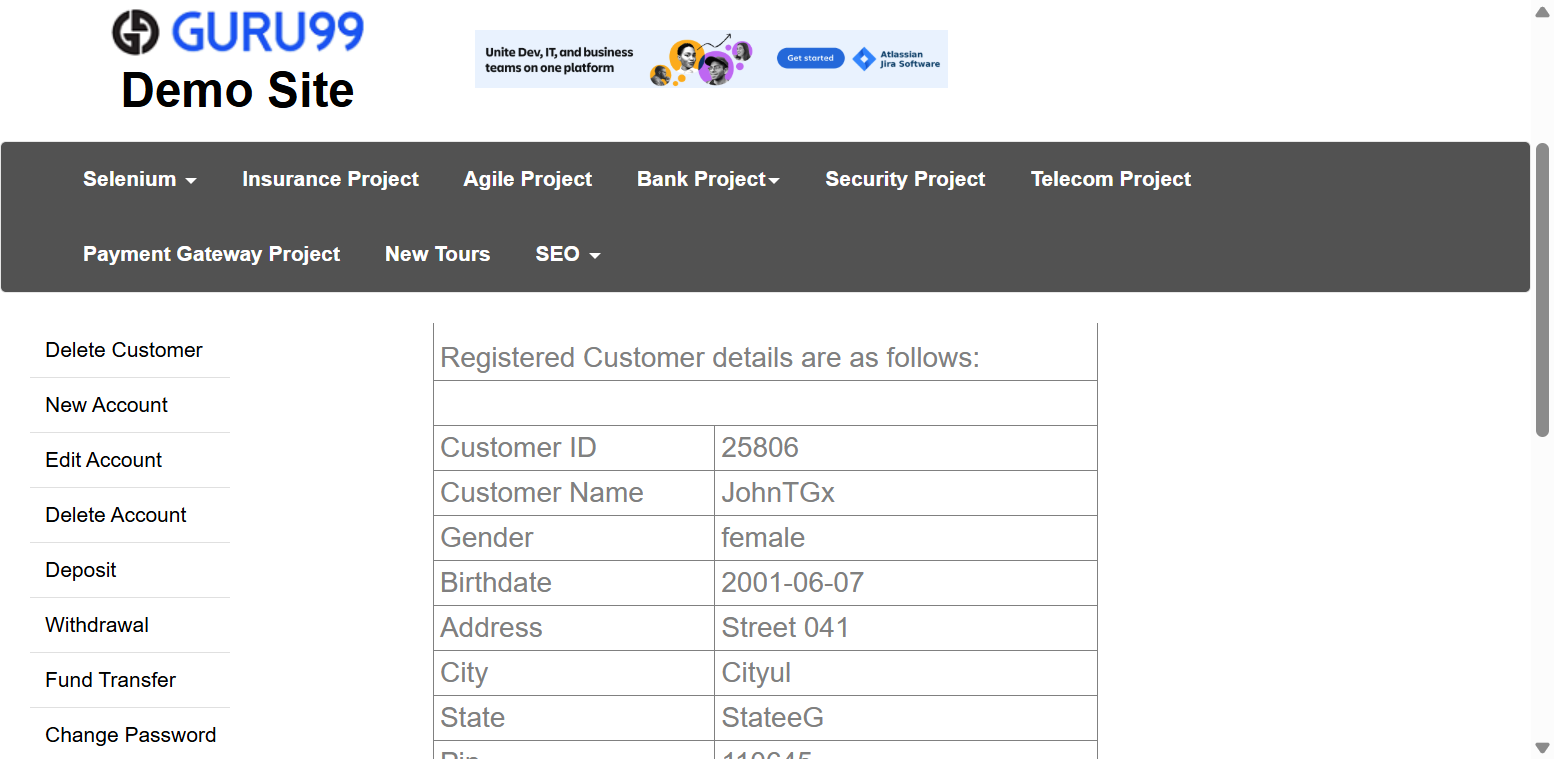 GURU99
Demo Site
Unite Dev, IT, and business
teams on one platform
Get started
Atlassian
Jira Software
Selenium
Insurance Project
Agile Project
Bank Project
Security Project
Telecom Project
Payment Gateway Project
New Tours
SEO
Delete Customer
New Account
Edit Account
Delete Account
Deposit
Withdrawal
Fund Transfer
Change Password
Registered Customer details are as follows:
Customer ID 25806
Customer Name JohnTGx
Gender female
Birthdate 2001-06-07
Address Street 041
City Cityul
State StateeG